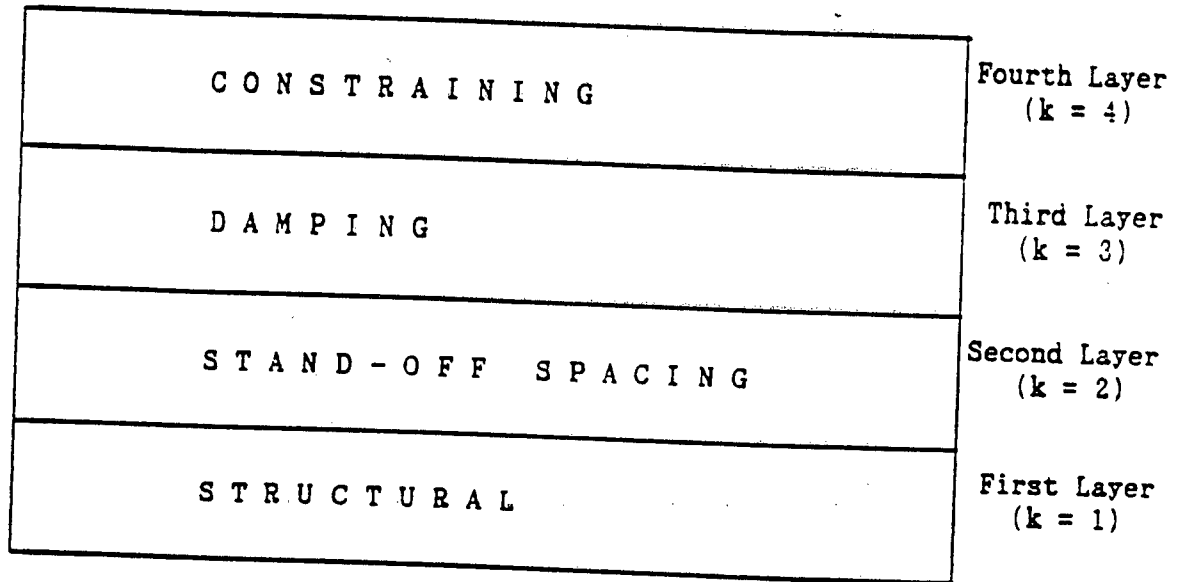 CONSTRAINING
Fourth Layer
(k = 4)
DAMPING
Third Layer
(k = 3)
STAND-OFF SPACING
Second Layer
(k = 2)
STRUCTURAL
First Layer
(k = 1)